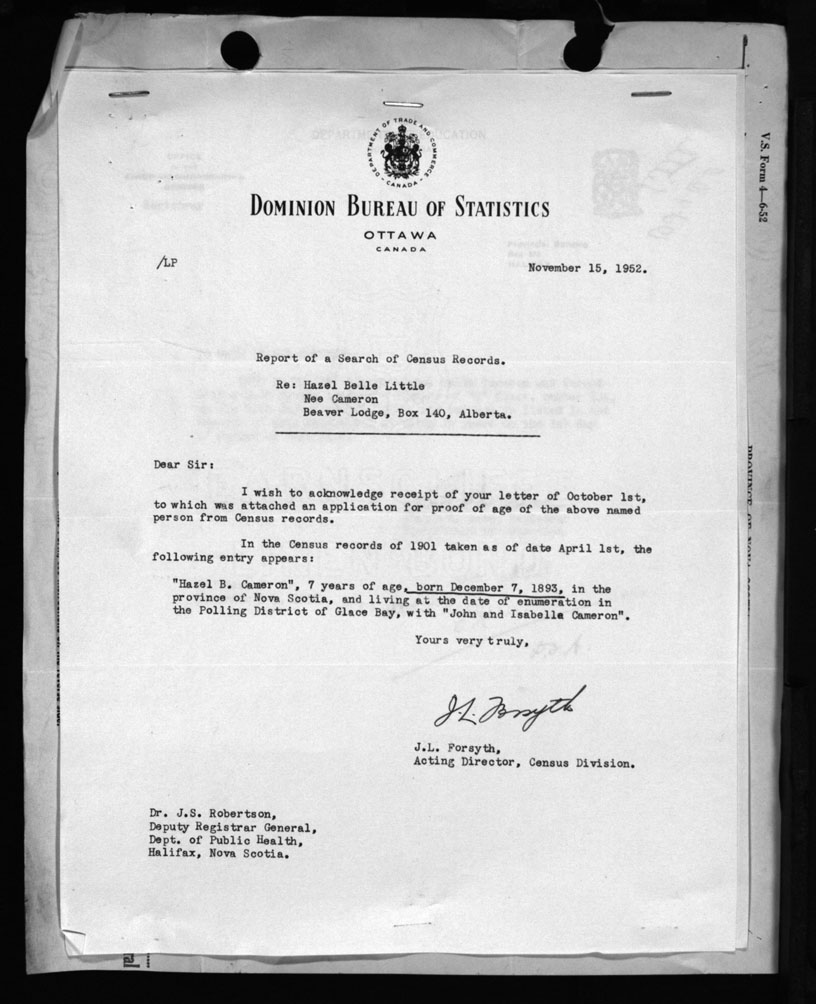 DEPARTMENT OF TRADE AND COMMERCE
CANADA
DOMINION BUREAU OF STATISTICS
OTTAWA
CANADA
/LP
November 15, 1952.
Report of a Search of Census Records.
Re: Hazel Belle Little
Nee Cameron
Beaver Lodge, Box 140, Alberta.
Dear Sir:
I wish to acknowledge receipt of your letter of October 1st,
to which was attached an application for proof of age of the above named
person from Census records.
In the Census records of 1901 taken as of date April 1st, the
following entry appears:
"Hazel B. Cameron", 7 years of age, born December 7, 1893, in the
province of Nova Scotia, and living at the date of enumeration in
the Polling District of Glace Bay, with "John and Isabella Cameron".
Yours very truly,
J.L. Forsyth
J.L. Forsyth,
Acting Director, Census Division.
Dr. J.S. Robertson,
Deputy Registrar General,
Dept. of Public Health,
Halifax, Nova Scotia.
V.S. Form 4—6-52